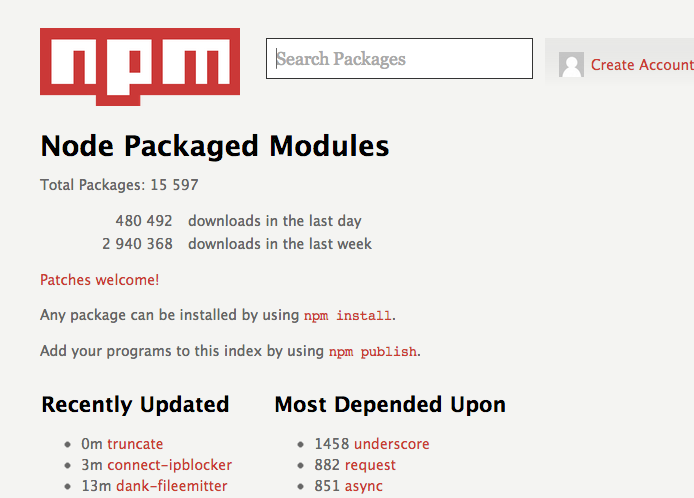 npm
Search Packages
Create Account
Node Packaged Modules
Total Packages: 15 597
480 492 downloads in the last day
2 940 368 downloads in the last week
Patches welcome!
Any package can be installed by using npm install.
Add your programs to this index by using npm publish.
Recently Updated
0m truncate
3m connect-ipblocker
13m dank-fileemitter
Most Depended Upon
1458 underscore
882 request
851 async